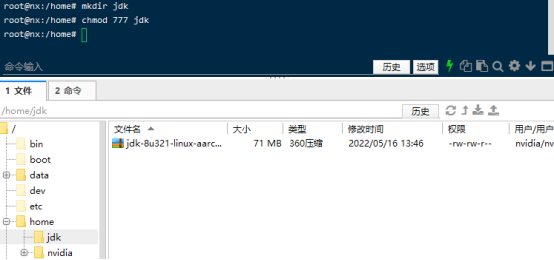 root@nx:/home# mkdir jdk
root@nx:/home# chmod 777 jdk
root@nx:/home#
命令输入 历史 选项
1 文件 2 命令
/home/jdk 历史
/ 文件名 大小 类型 修改时间 权限 用户/用户
bin jdk-8u321-linux-aarc... 71 MB 360压缩 2022/05/16 13:46 -rw-rw-r-- nvidia/nv
boot
data
dev
etc
home
jdk
nvidia